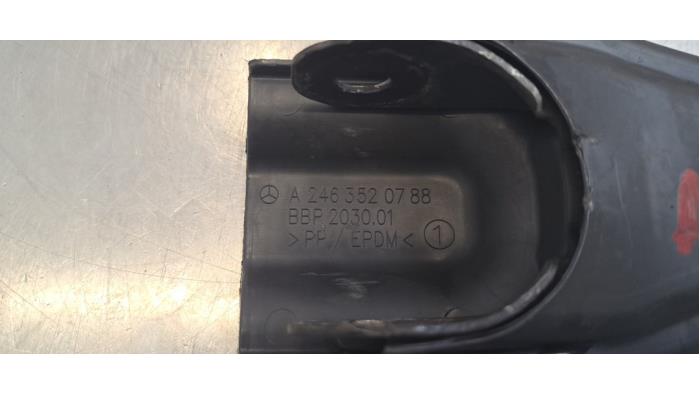 A 246 352 07 88
BBP 2030.01
>PP// EPDM< 1